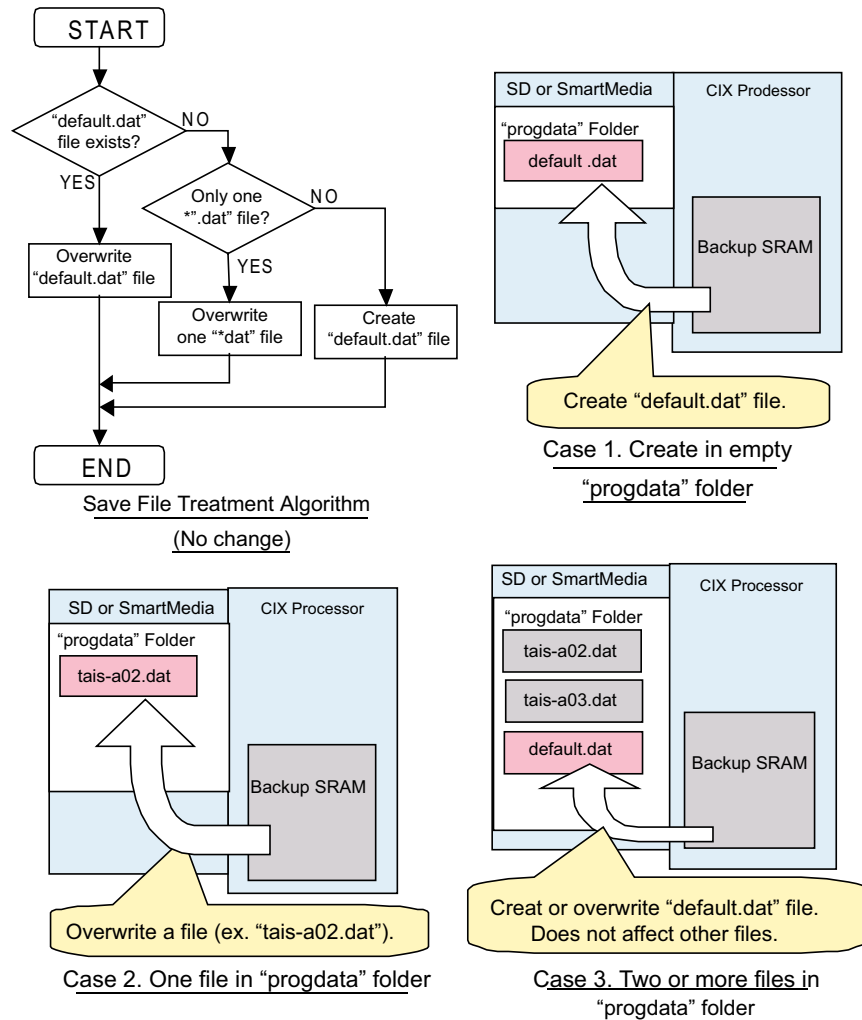 START
“default.dat”
file exists?
NO
YES
Only one
*”.dat” file?
NO
YES
Overwrite
“default.dat” file
Overwrite
one “*dat” file
Create
“default.dat” file
END
Save File Treatment Algorithm
(No change)
SD or SmartMedia
CIX Prodessor
“progdata” Folder
default .dat
Backup SRAM
Create “default.dat” file.
Case 1. Create in empty
“progdata” folder
SD or SmartMedia
CIX Processor
“progdata” Folder
tais-a02.dat
Backup SRAM
Overwrite a file (ex. “tais-a02.dat”).
Case 2. One file in “progdata” folder
SD or SmartMedia
CIX Processor
“progdata” Folder
tais-a02.dat
tais-a03.dat
default.dat
Backup SRAM
Creat or overwrite “default.dat” file.
Does not affect other files.
Case 3. Two or more files in
“progdata” folder